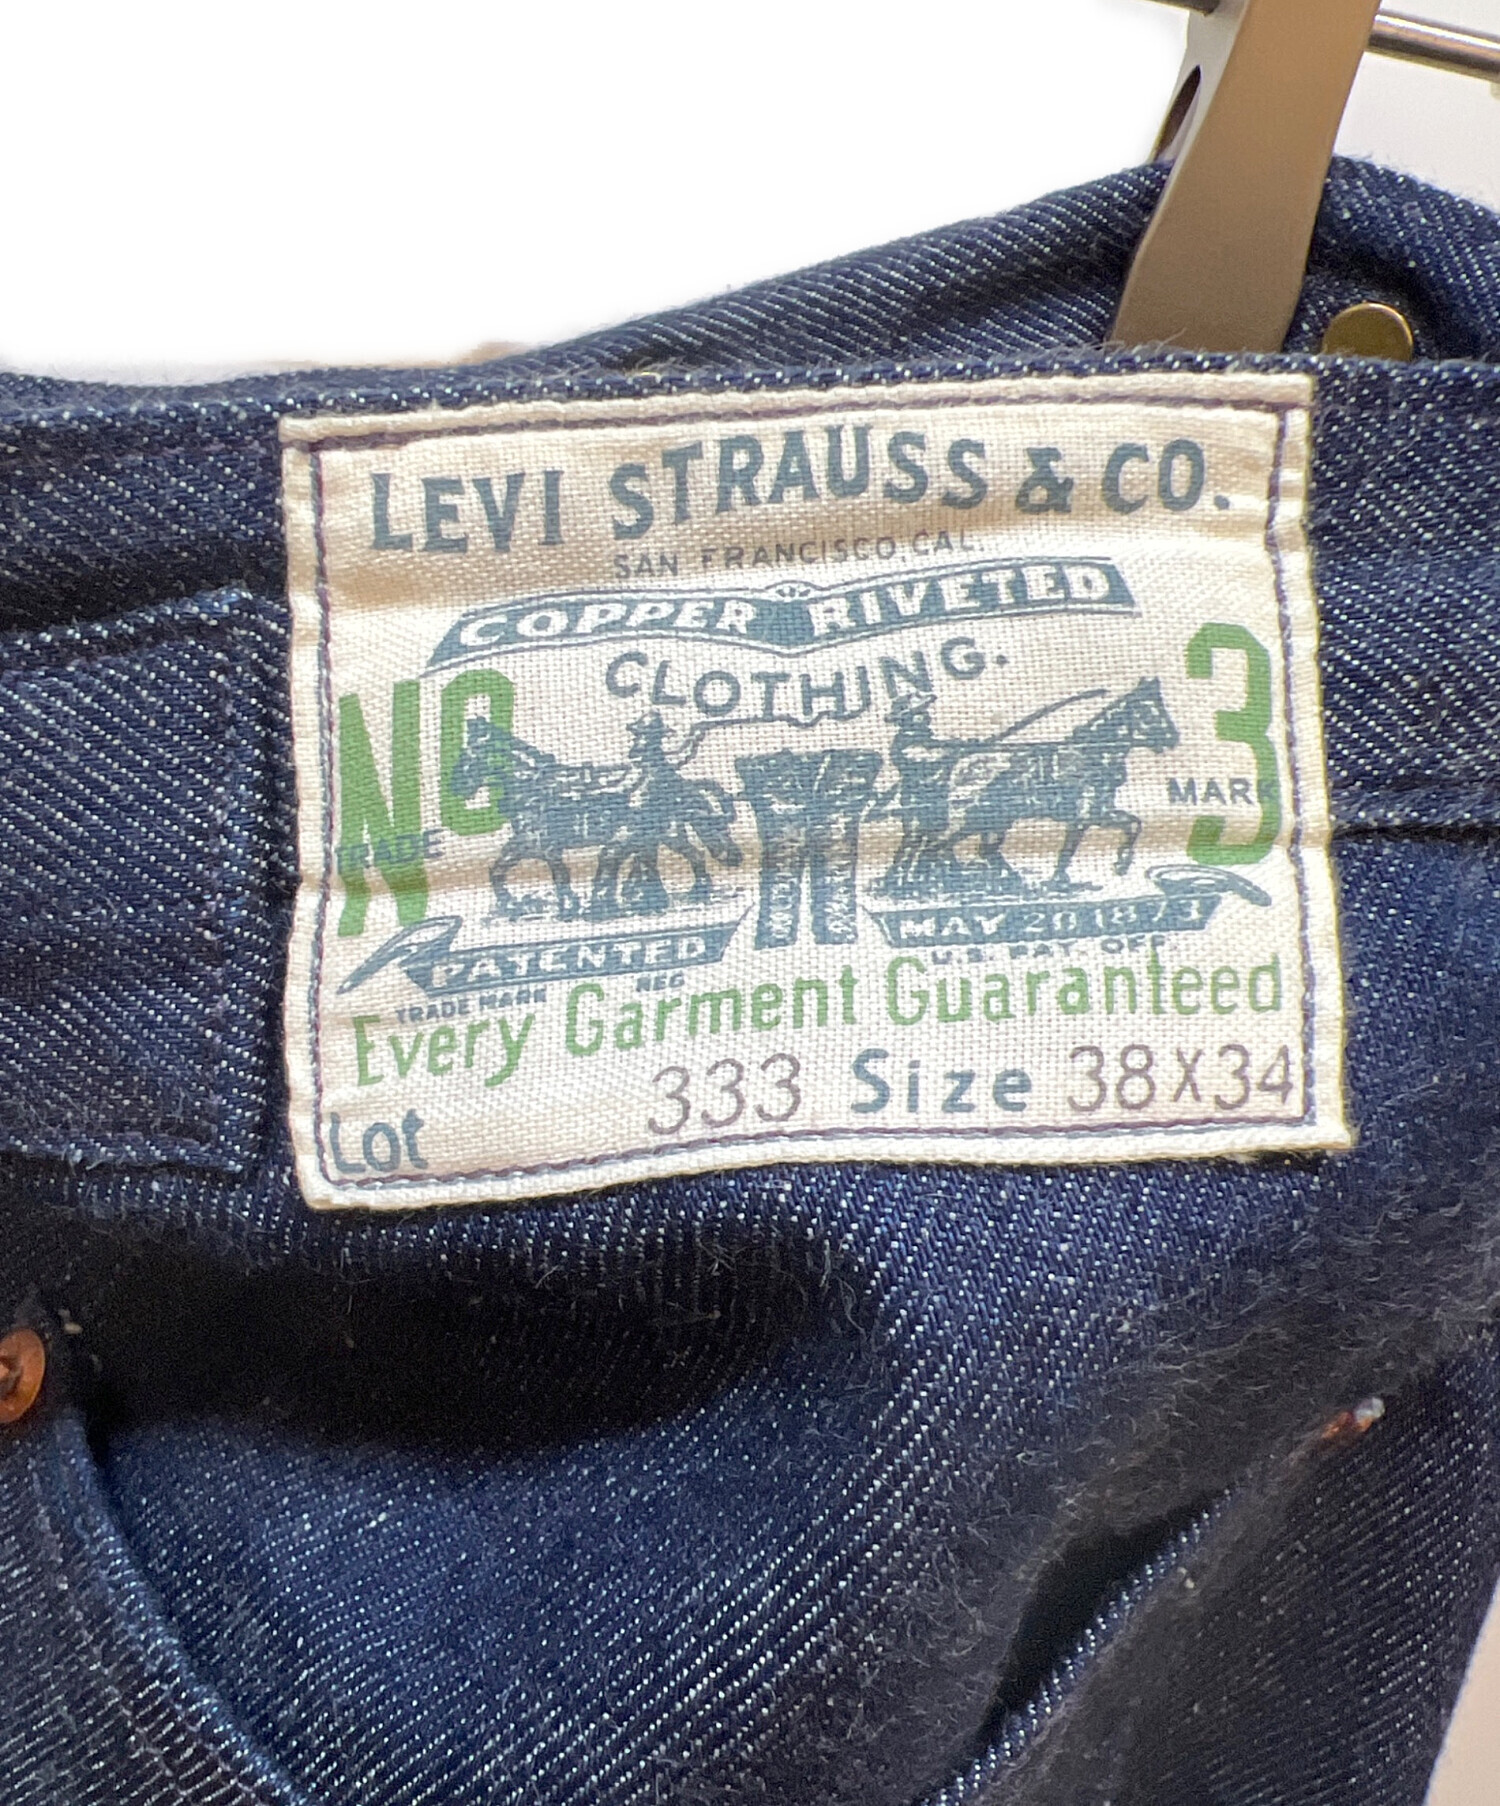 LEVI STRAUSS & CO.
SAN FRANCISCO, CAL.
COPPER RIVETED
CLOTHING.
No 3
TRADE MARK
PATENTED MAY 20 1873
TRADE MARK REG U.S. PAT. OFF.
Every Garment Guaranteed
Lot 333 Size 38X34